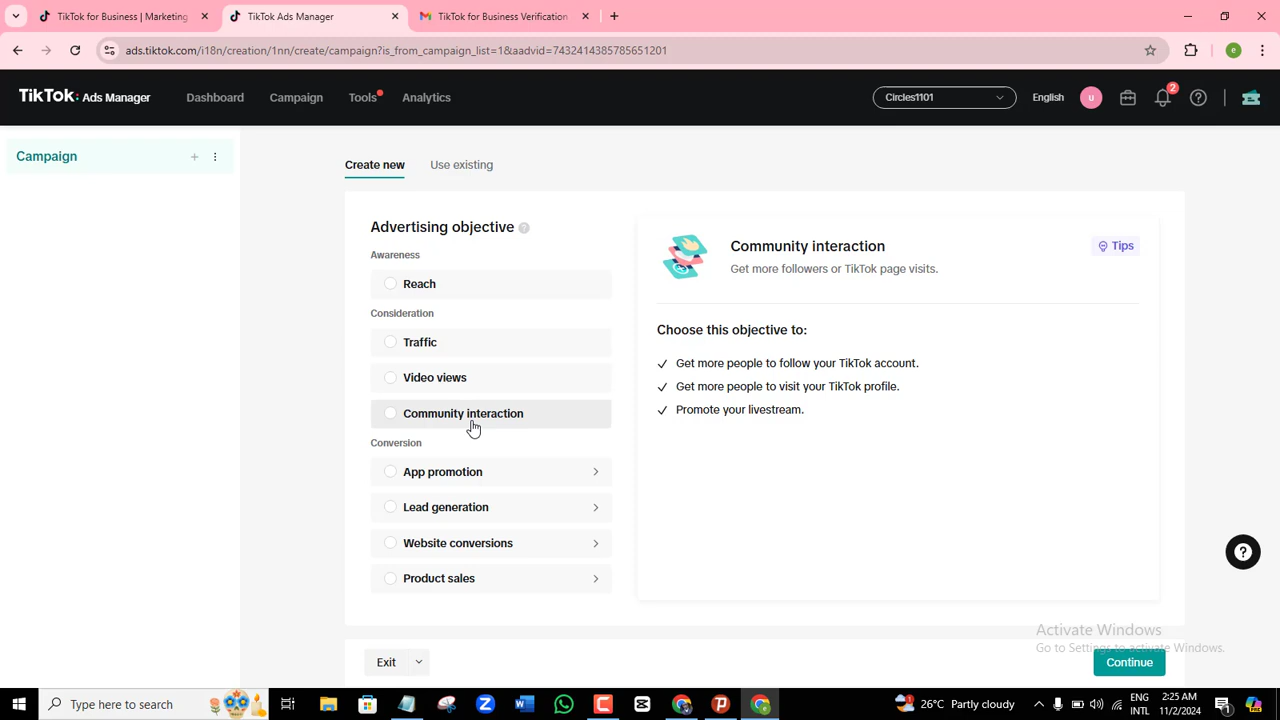 TikTok for Business | Marketing
TikTok Ads Manager
TikTok for Business Verification
ads.tiktok.com/i18n/creation/1nn/create/campaign?is_from_campaign_list=1&aadvid=7432414385785651201
e
TikTok: Ads Manager
Dashboard
Campaign
Tools
Analytics
Circles1101
English
u
2
Campaign
Create new
Use existing
Advertising objective
Awareness
Reach
Consideration
Traffic
Video views
Community interaction
Conversion
App promotion
Lead generation
Website conversions
Product sales
Community interaction
Get more followers or TikTok page visits.
Tips
Choose this objective to:
Get more people to follow your TikTok account.
Get more people to visit your TikTok profile.
Promote your livestream.
Activate Windows
Go to Settings to activate Windows.
Exit
Continue
Type here to search
26°C Partly cloudy
ENG
INTL
2:25 AM
11/2/2024